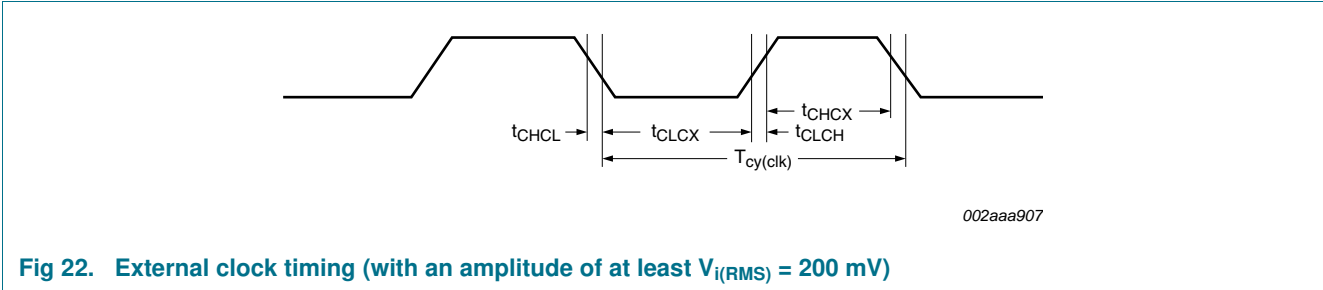 tCHCX
tCHCL tCLCX tCLCH
Tcy(clk)
002aaa907
Fig 22. External clock timing (with an amplitude of at least Vi(RMS) = 200 mV)